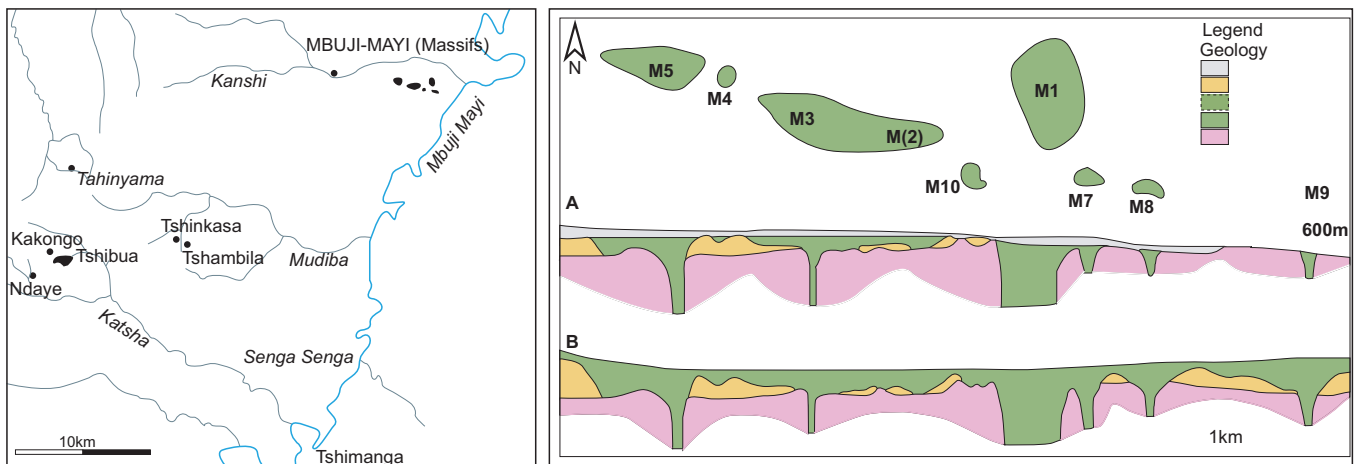 MBUJI-MAYI (Massifs)
Kanshi
Mbuji Mayi
Tahinyama
Tshinkasa
Kakongo
Tshibua
Tshambila
Mudiba
Ndaye
Katsha
Senga Senga
10km
Tshimanga
N
M5
M4
M3
M(2)
M1
M10
M7
M8
M9
Legend
Geology
A
600m
B
1km